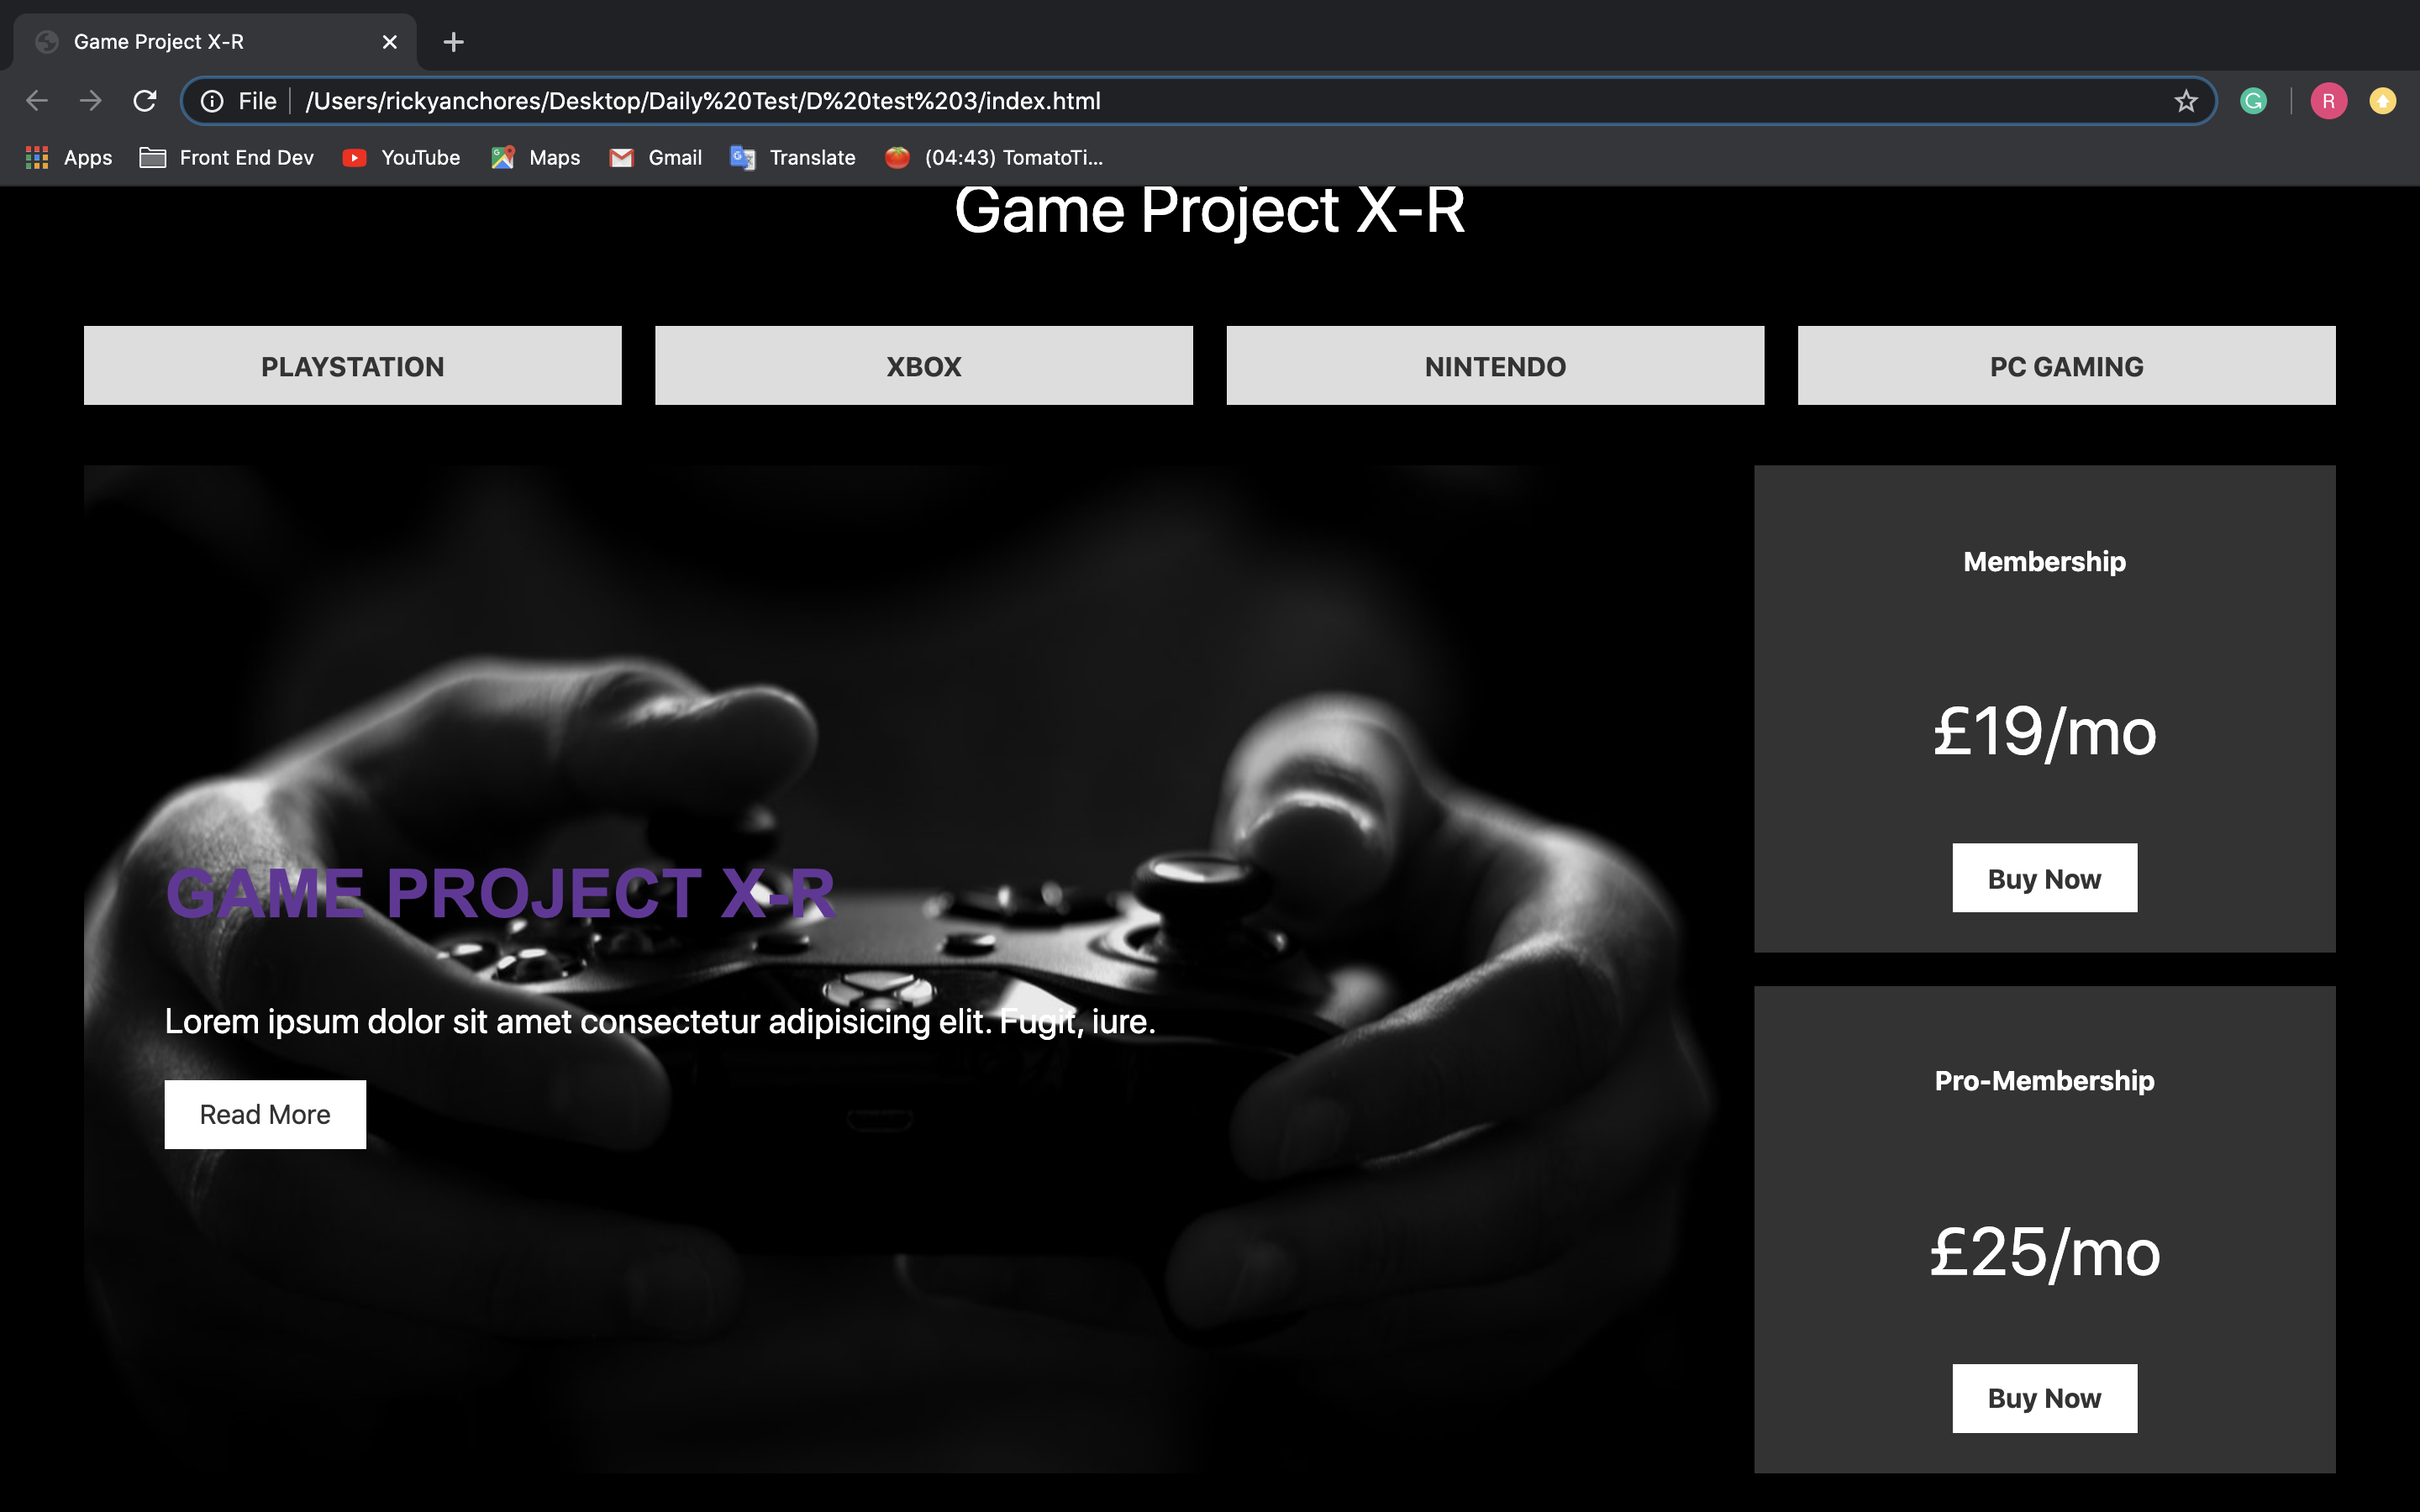 Game Project X-R
File /Users/rickyanchores/Desktop/Daily%20Test/D%20test%203/index.html R
Apps Front End Dev YouTube Maps Gmail Translate (04:43) TomatoTi...
Game Project X-R
PLAYSTATION XBOX NINTENDO PC GAMING
Membership
£19/mo
Buy Now
GAME PROJECT X-R
Lorem ipsum dolor sit amet consectetur adipisicing elit. Fugit, iure.
Read More
Pro-Membership
£25/mo
Buy Now